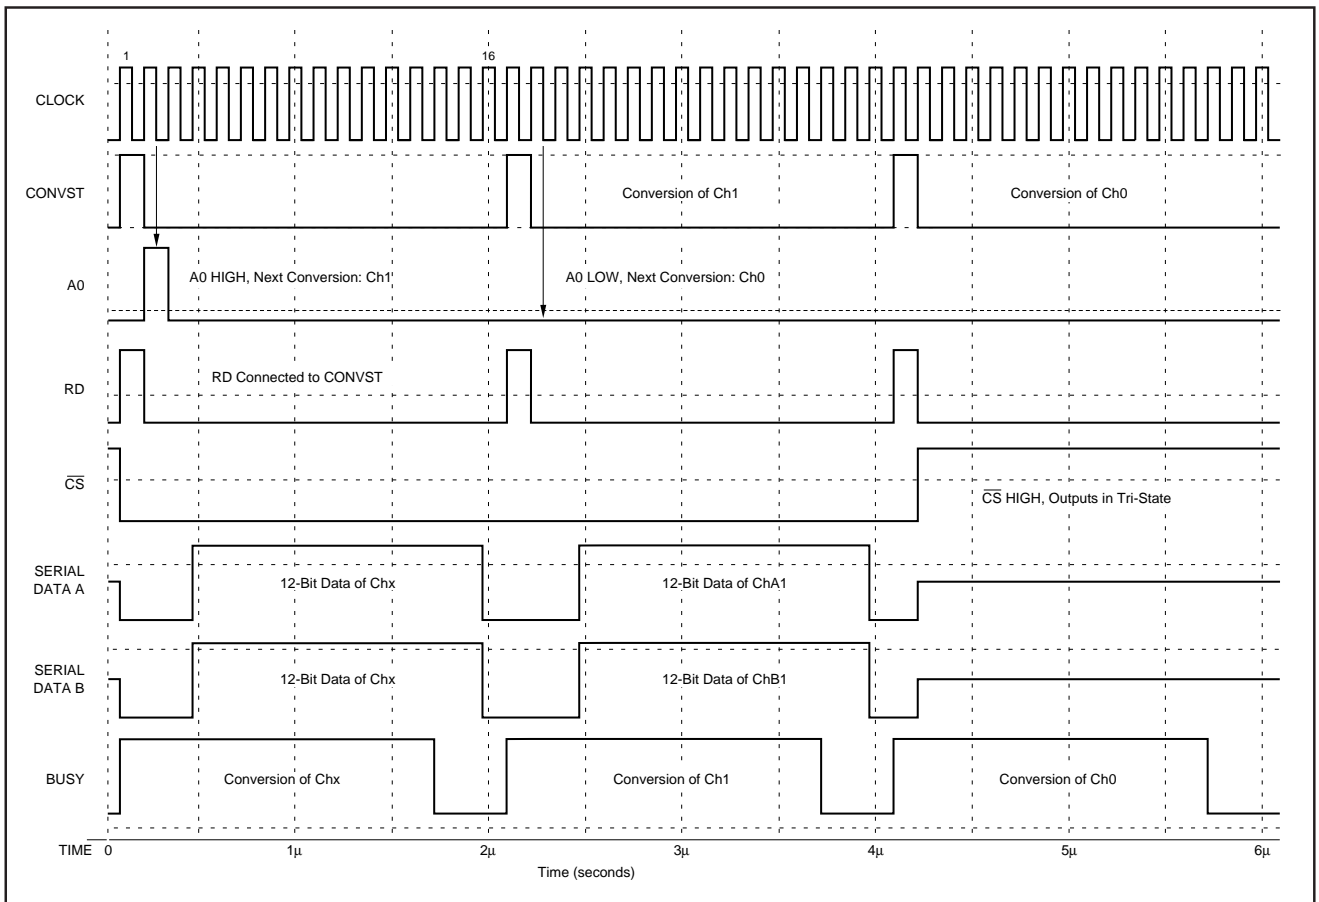 1
16
CLOCK
CONVST
Conversion of Ch1
Conversion of Ch0
A0
A0 HIGH, Next Conversion: Ch1
A0 LOW, Next Conversion: Ch0
RD
RD Connected to CONVST
CS
CS HIGH, Outputs in Tri-State
SERIAL
DATA A
12-Bit Data of Chx
12-Bit Data of ChA1
SERIAL
DATA B
12-Bit Data of Chx
12-Bit Data of ChB1
BUSY
Conversion of Chx
Conversion of Ch1
Conversion of Ch0
TIME 0 1μ 2μ 3μ 4μ 5μ 6μ
Time (seconds)